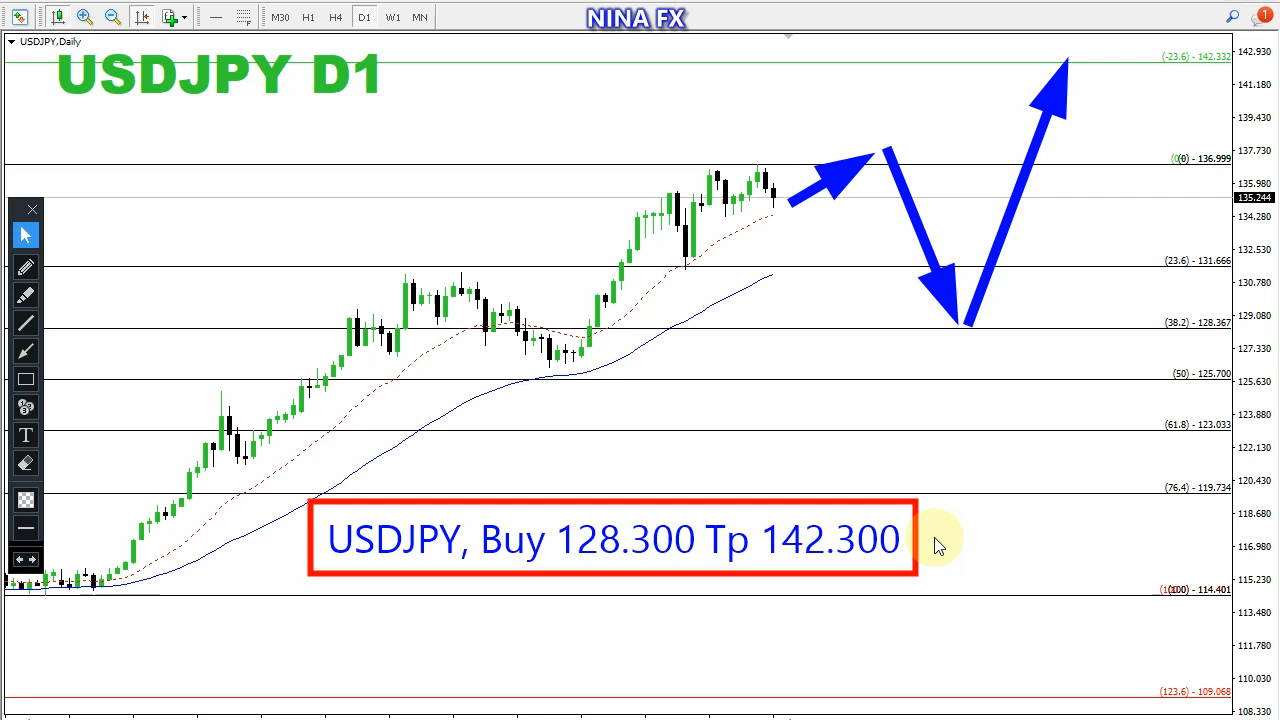 M30 H1 H4 D1 W1 MN
NINA FX
1
USDJPY,Daily
USDJPY D1
(-23.6) - 142.332
(0) - 136.999
135.244
(23.6) - 131.666
(38.2) - 128.367
(50) - 125.700
(61.8) - 123.033
(76.4) - 119.734
(100) - 114.401
(123.6) - 109.068
142.930
141.180
139.430
137.730
135.980
134.280
132.530
130.780
129.080
127.330
125.630
123.880
122.130
120.430
118.680
116.980
115.230
113.480
111.780
110.030
108.330
T
USDJPY, Buy 128.300 Tp 142.300